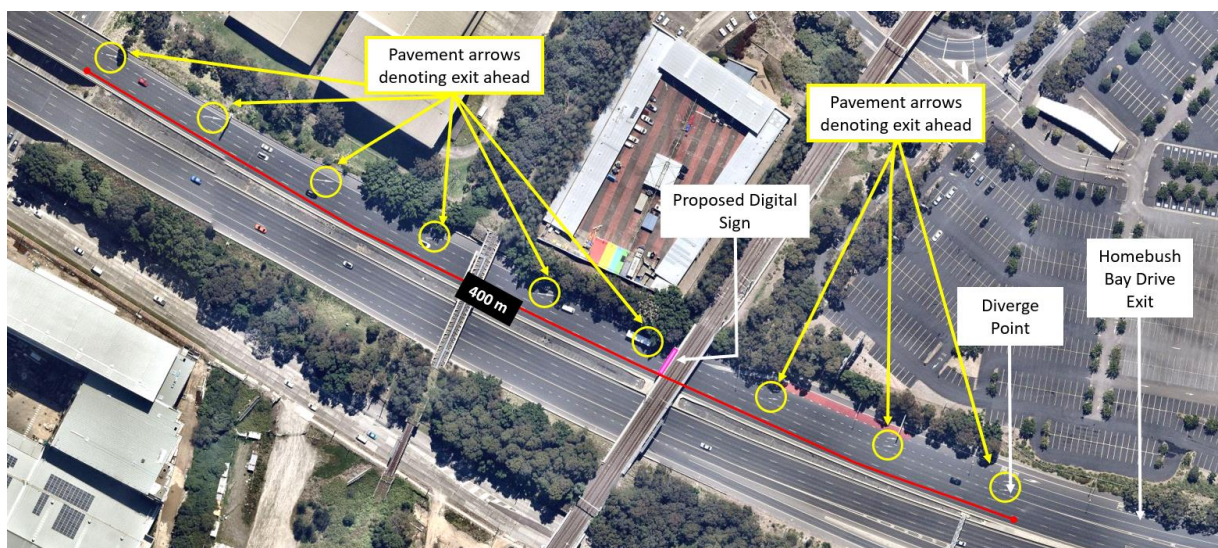 Pavement arrows
denoting exit ahead
Pavement arrows
denoting exit ahead
Proposed Digital
Sign
Homebush
Bay Drive
Exit
400 m
Diverge
Point